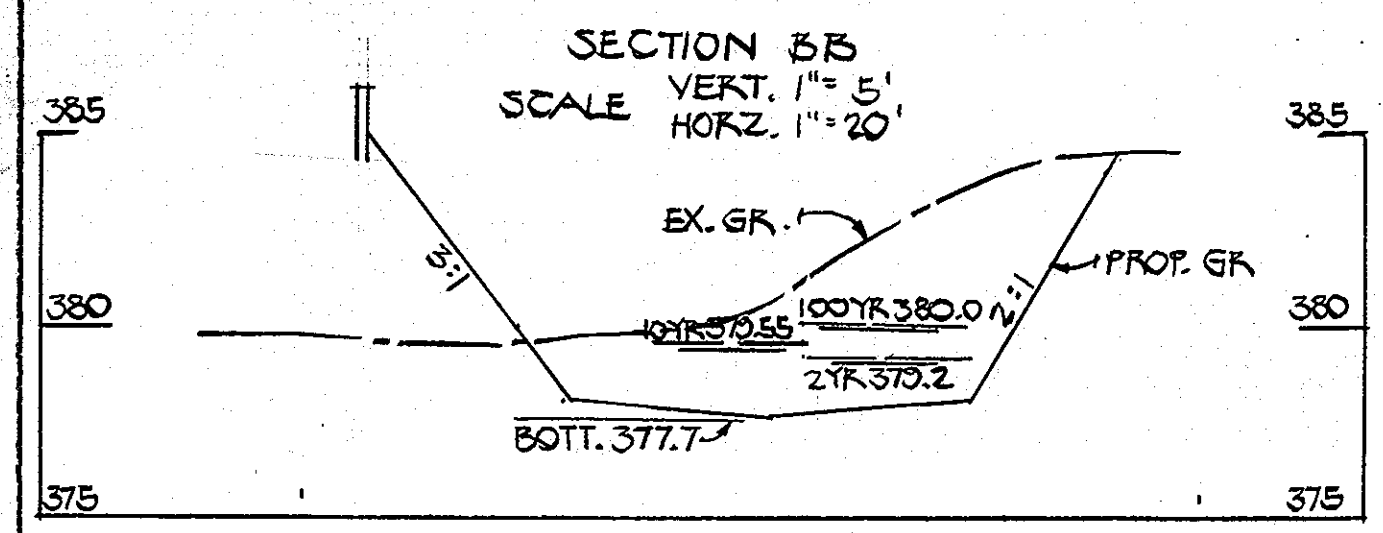 SECTION BB
SCALE VERT. 1"= 5'
HORZ. 1"=20'
385
385
EX. GR.
3:1
PROP. GR
2:1
380
100YR 380.0
380
10YR 379.55
2YR 379.2
BOTT. 377.7
375
375